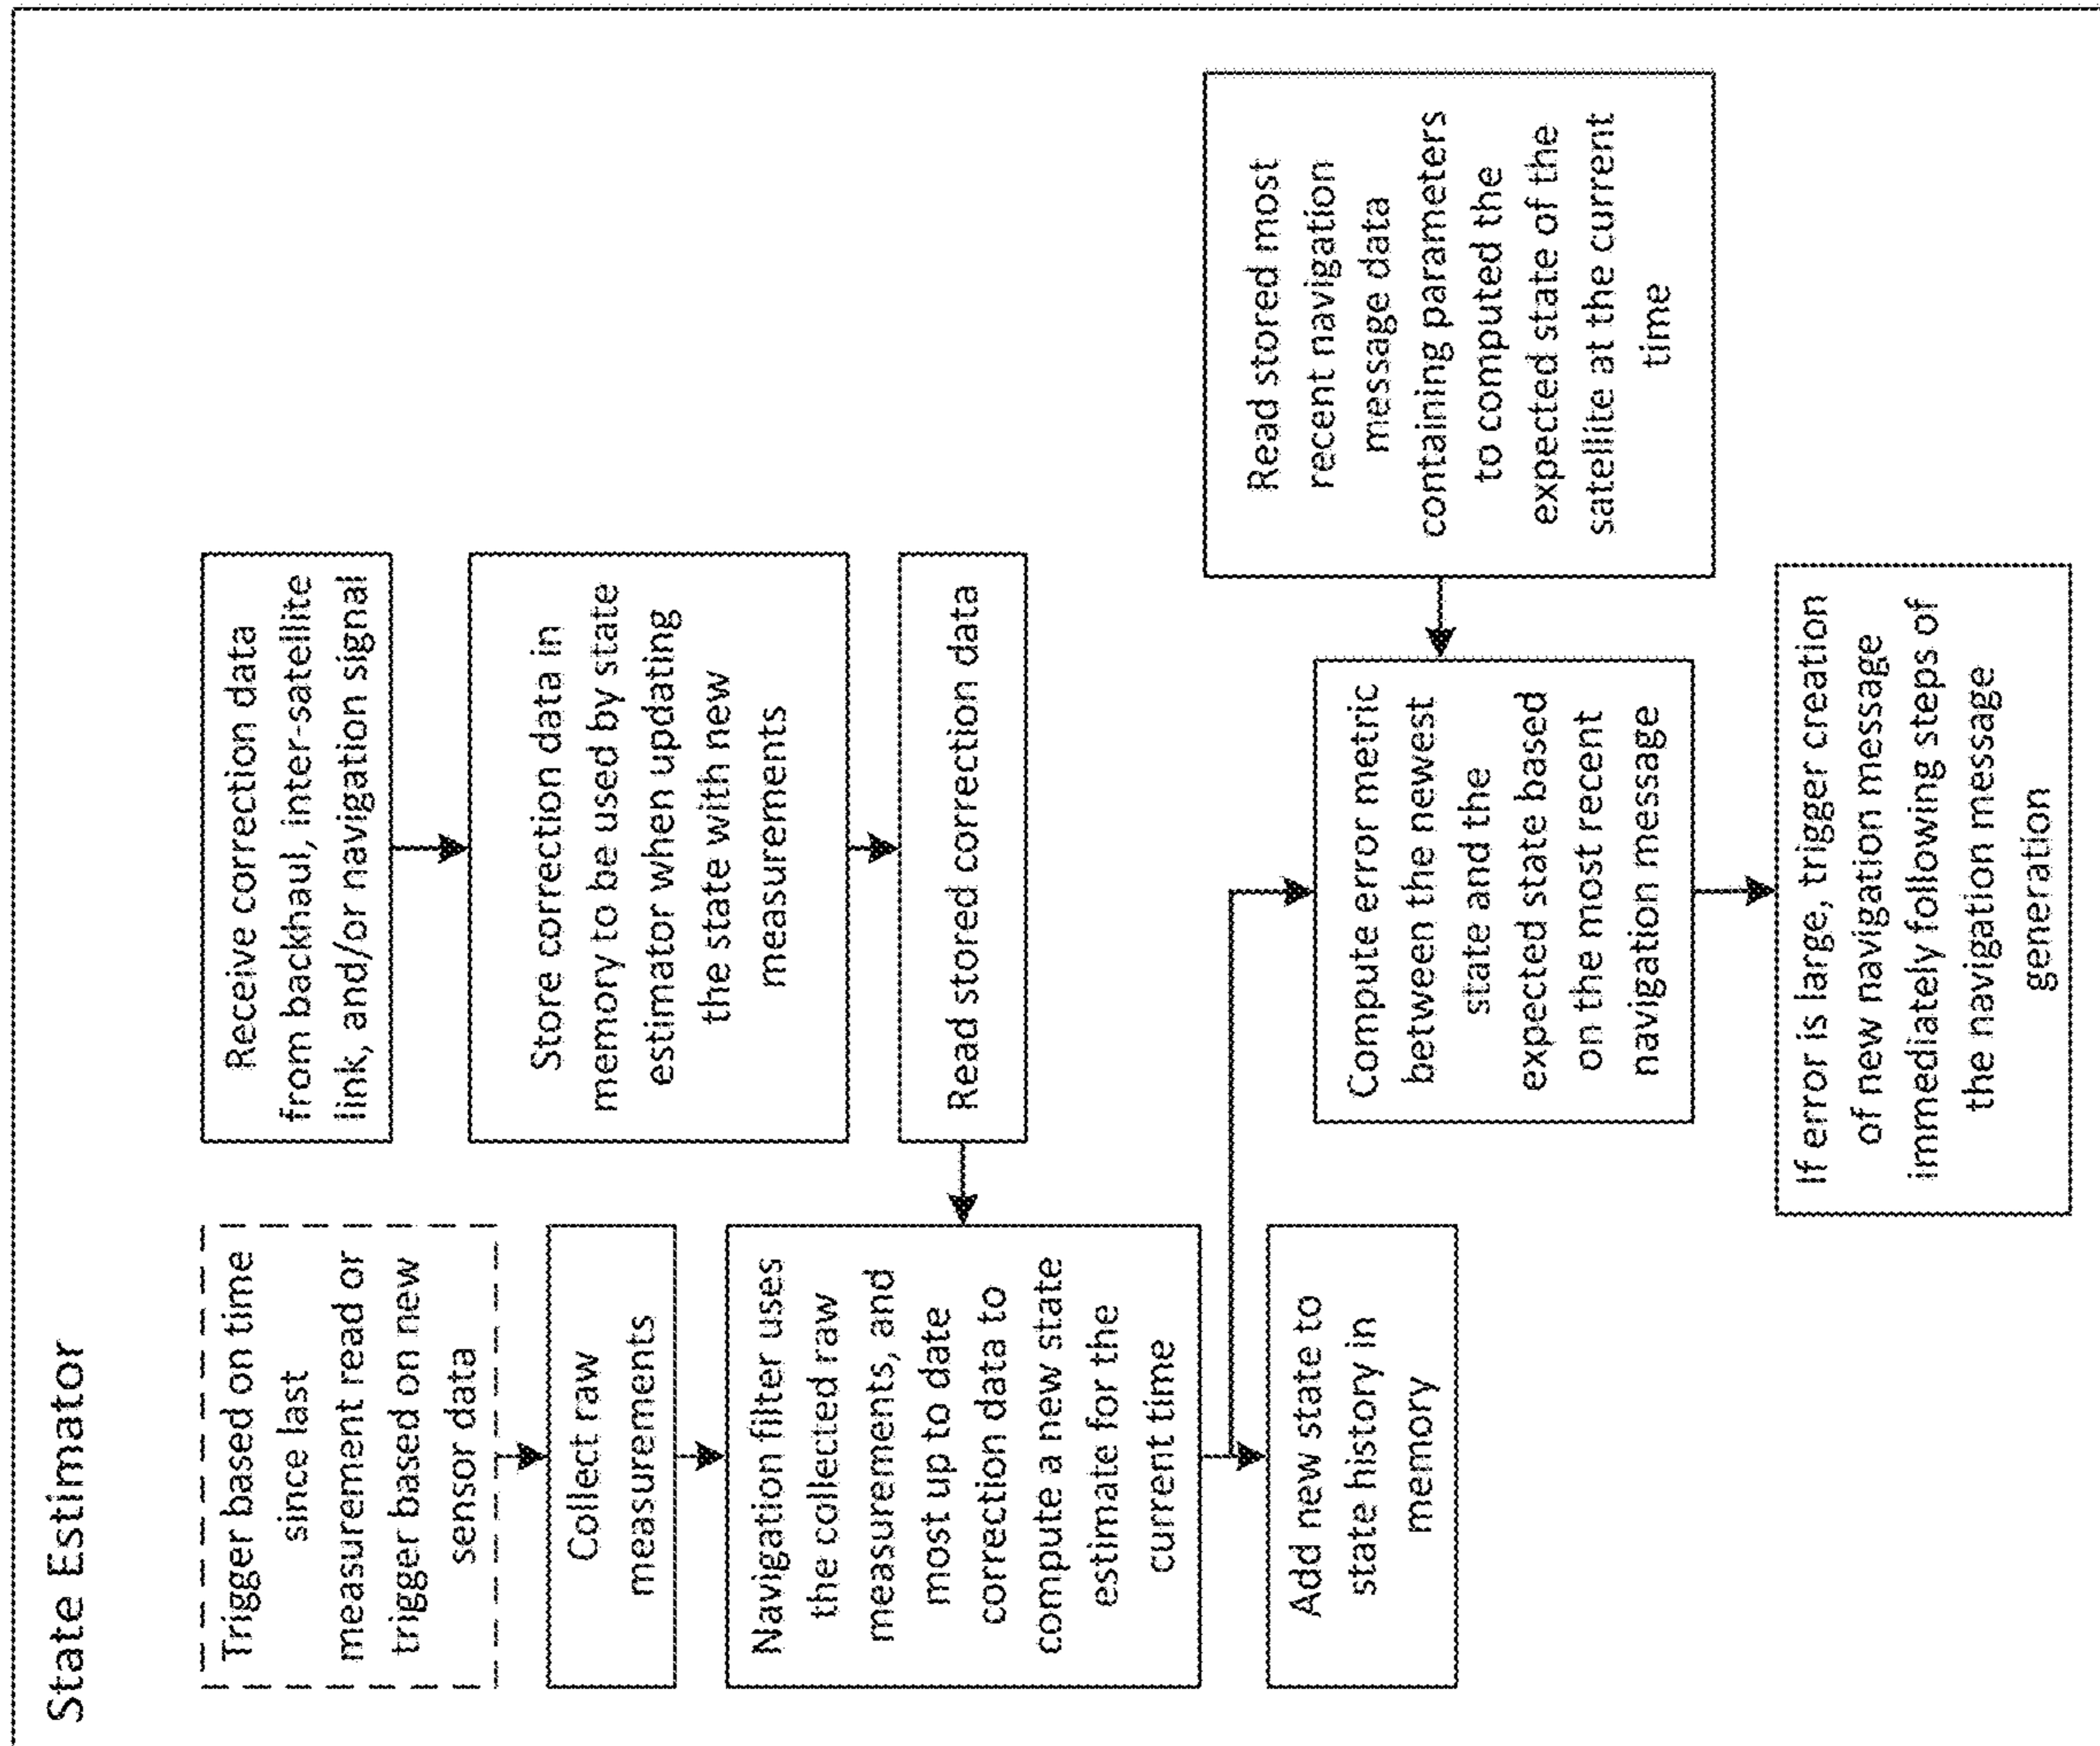 State Estimator
Trigger based on time
since last
measurement read or
trigger based on new
sensor data
Collect raw
measurements
Navigation filter uses
the collected raw
measurements, and
most up to date
correction data to
compute a new state
estimate for the
current time
Add new state to
state history in
memory
Receive correction data
from backhaul, inter-satellite
link, and/or navigation signal
Store correction data in
memory to be used by state
estimator when updating
the state with new
measurements
Read stored correction data
Compute error metric
between the newest
state and the
expected state based
on the most recent
navigation message
If error is large, trigger creation
of new navigation message
immediately following steps of
the navigation message
generation
Read stored most
recent navigation
message data
containing parameters
to computed the
expected state of the
satellite at the current
time